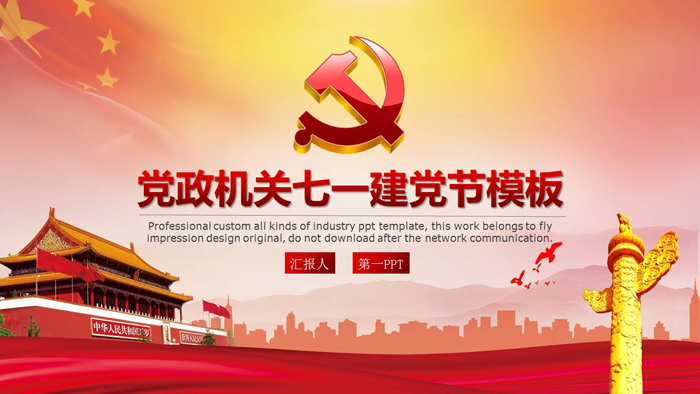 党政机关七一建党节模板
Professional custom all kinds of industry ppt template, this work belongs to fly
impression design original, do not download after the network communication.
汇报人 第一PPT
中华人民共和国万岁